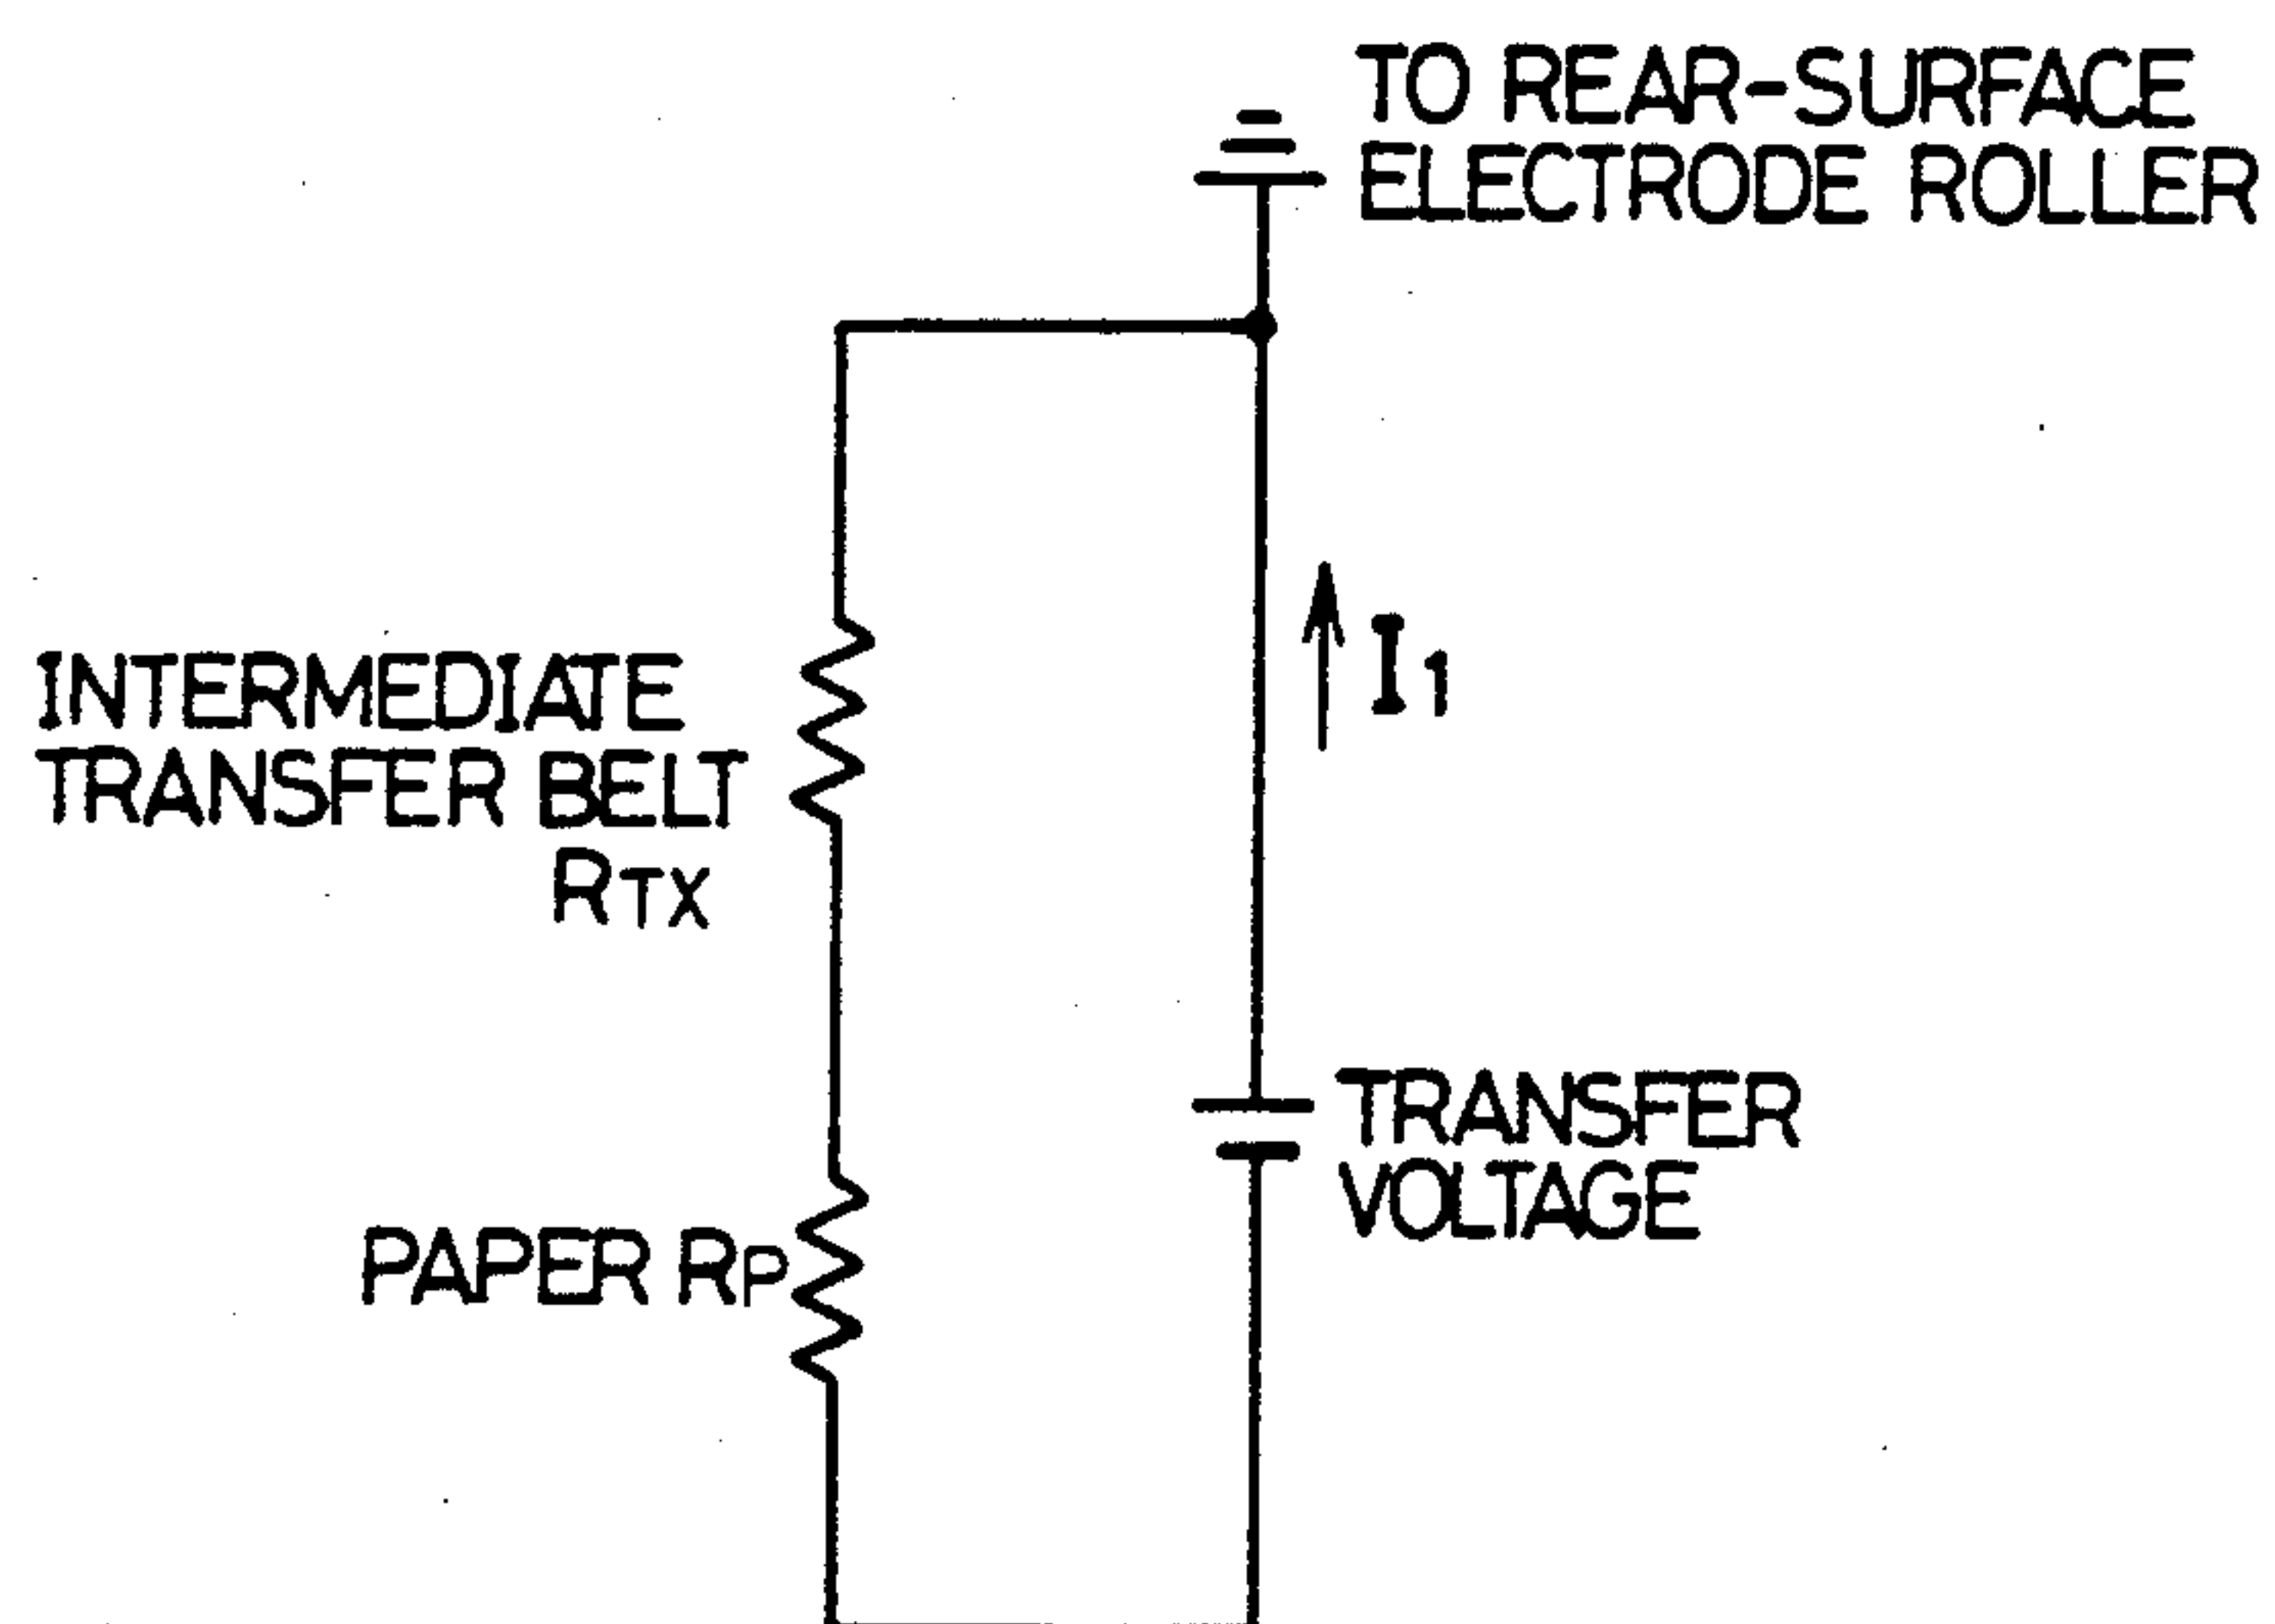 TO REAR-SURFACE
ELECTRODE ROLLER
I1
INTERMEDIATE
TRANSFER BELT
RTX
TRANSFER
VOLTAGE
PAPER RP